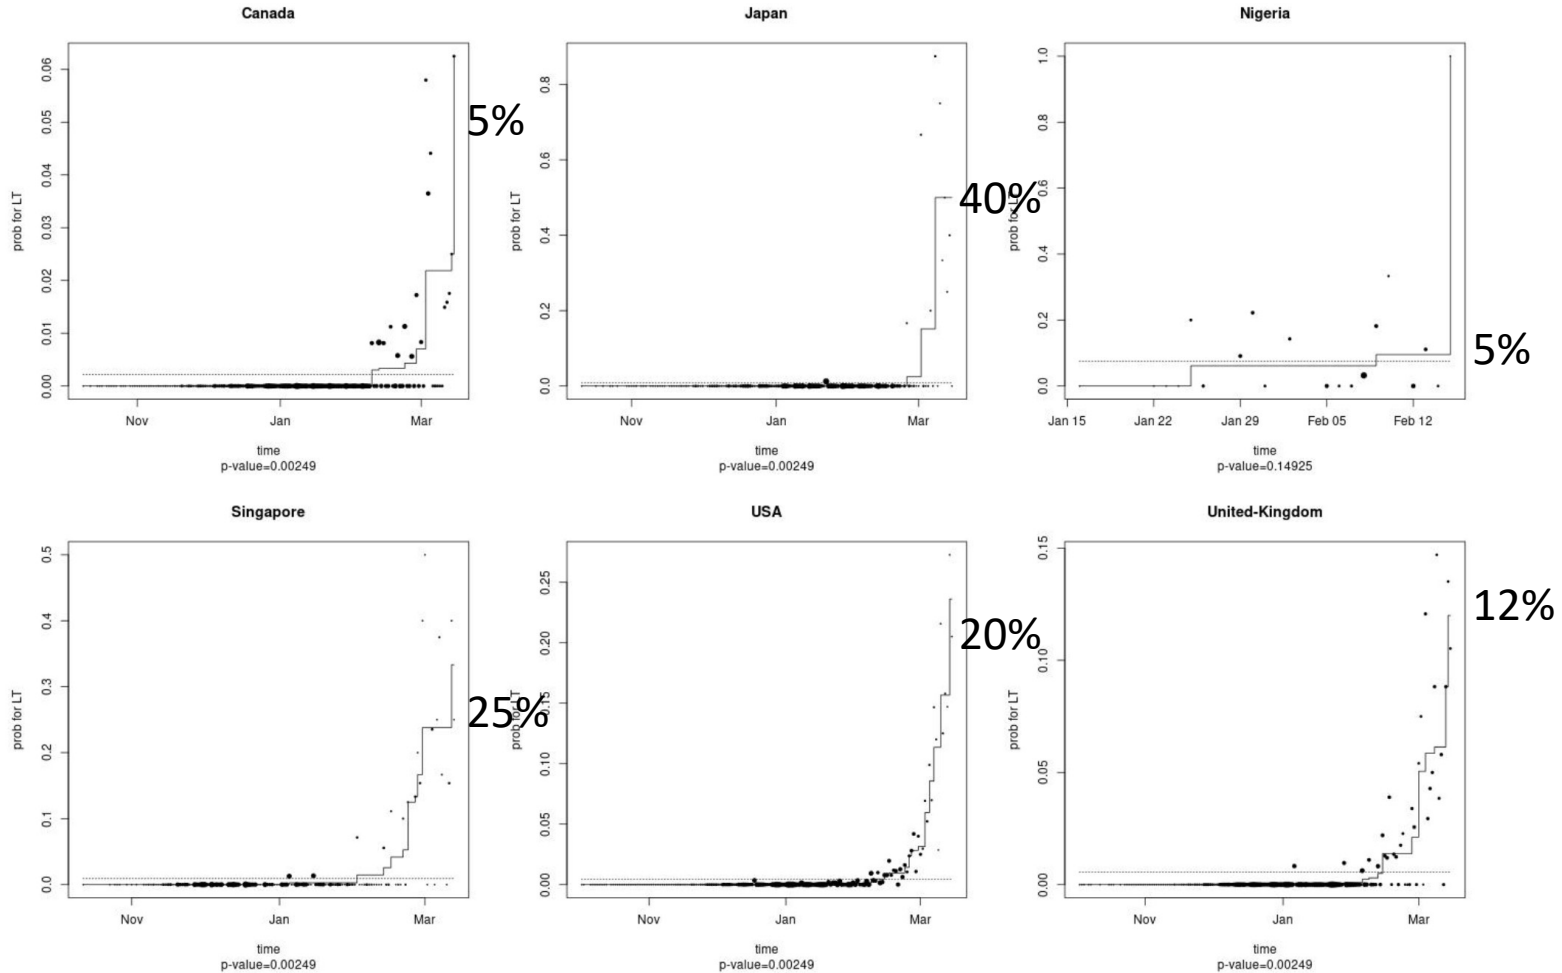 Canada
0.06
0.05
0.04
0.03
0.02
0.01
0.00
prob for LT
5%
Nov Jan Mar
time
p-value=0.00249
Japan
0.8
0.6
0.4
0.2
0.0
prob for LT
40%
Nov Jan Mar
time
p-value=0.00249
Nigeria
1.0
0.8
0.6
0.4
0.2
0.0
prob for LT
5%
Jan 15 Jan 22 Jan 29 Feb 05 Feb 12
time
p-value=0.14925
Singapore
0.5
0.4
0.3
0.2
0.1
0.0
prob for LT
25%
Nov Jan Mar
time
p-value=0.00249
USA
0.25
0.20
0.15
0.10
0.05
0.00
prob for LT
20%
Nov Jan Mar
time
p-value=0.00249
United-Kingdom
0.15
0.10
0.05
0.00
prob for LT
12%
Nov Jan Mar
time
p-value=0.00249